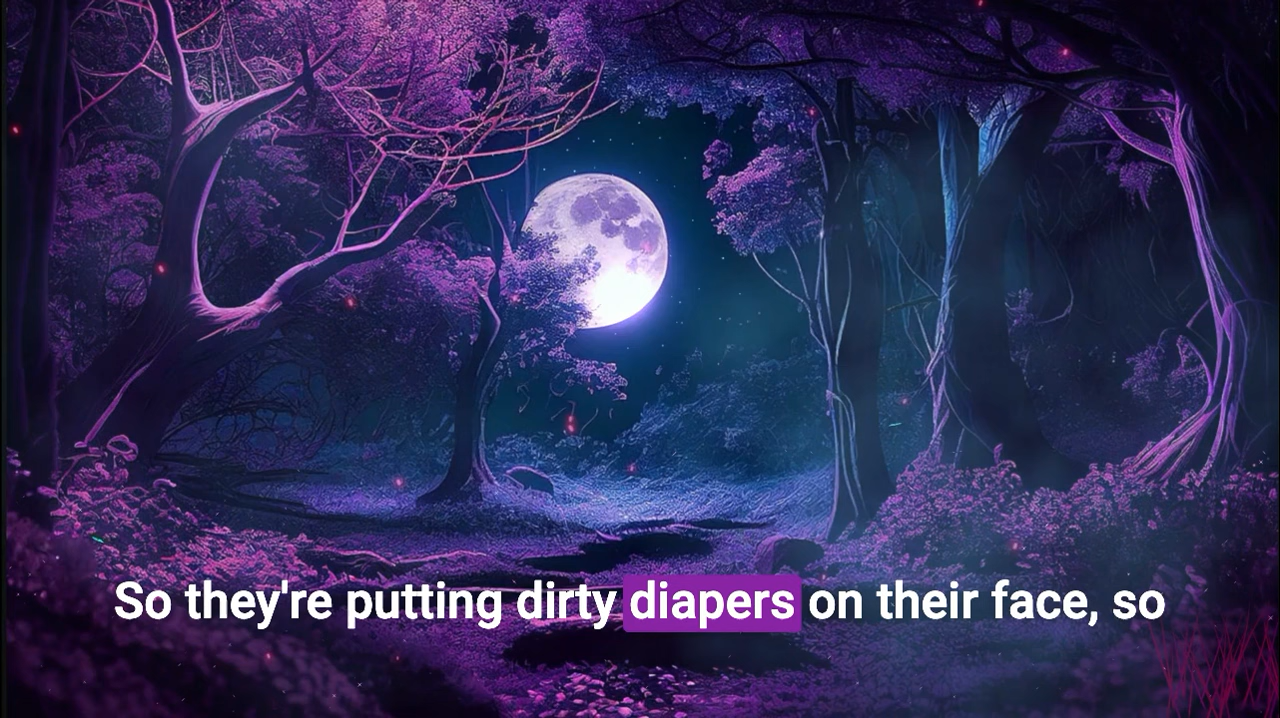 So they're putting dirty diapers on their face, so